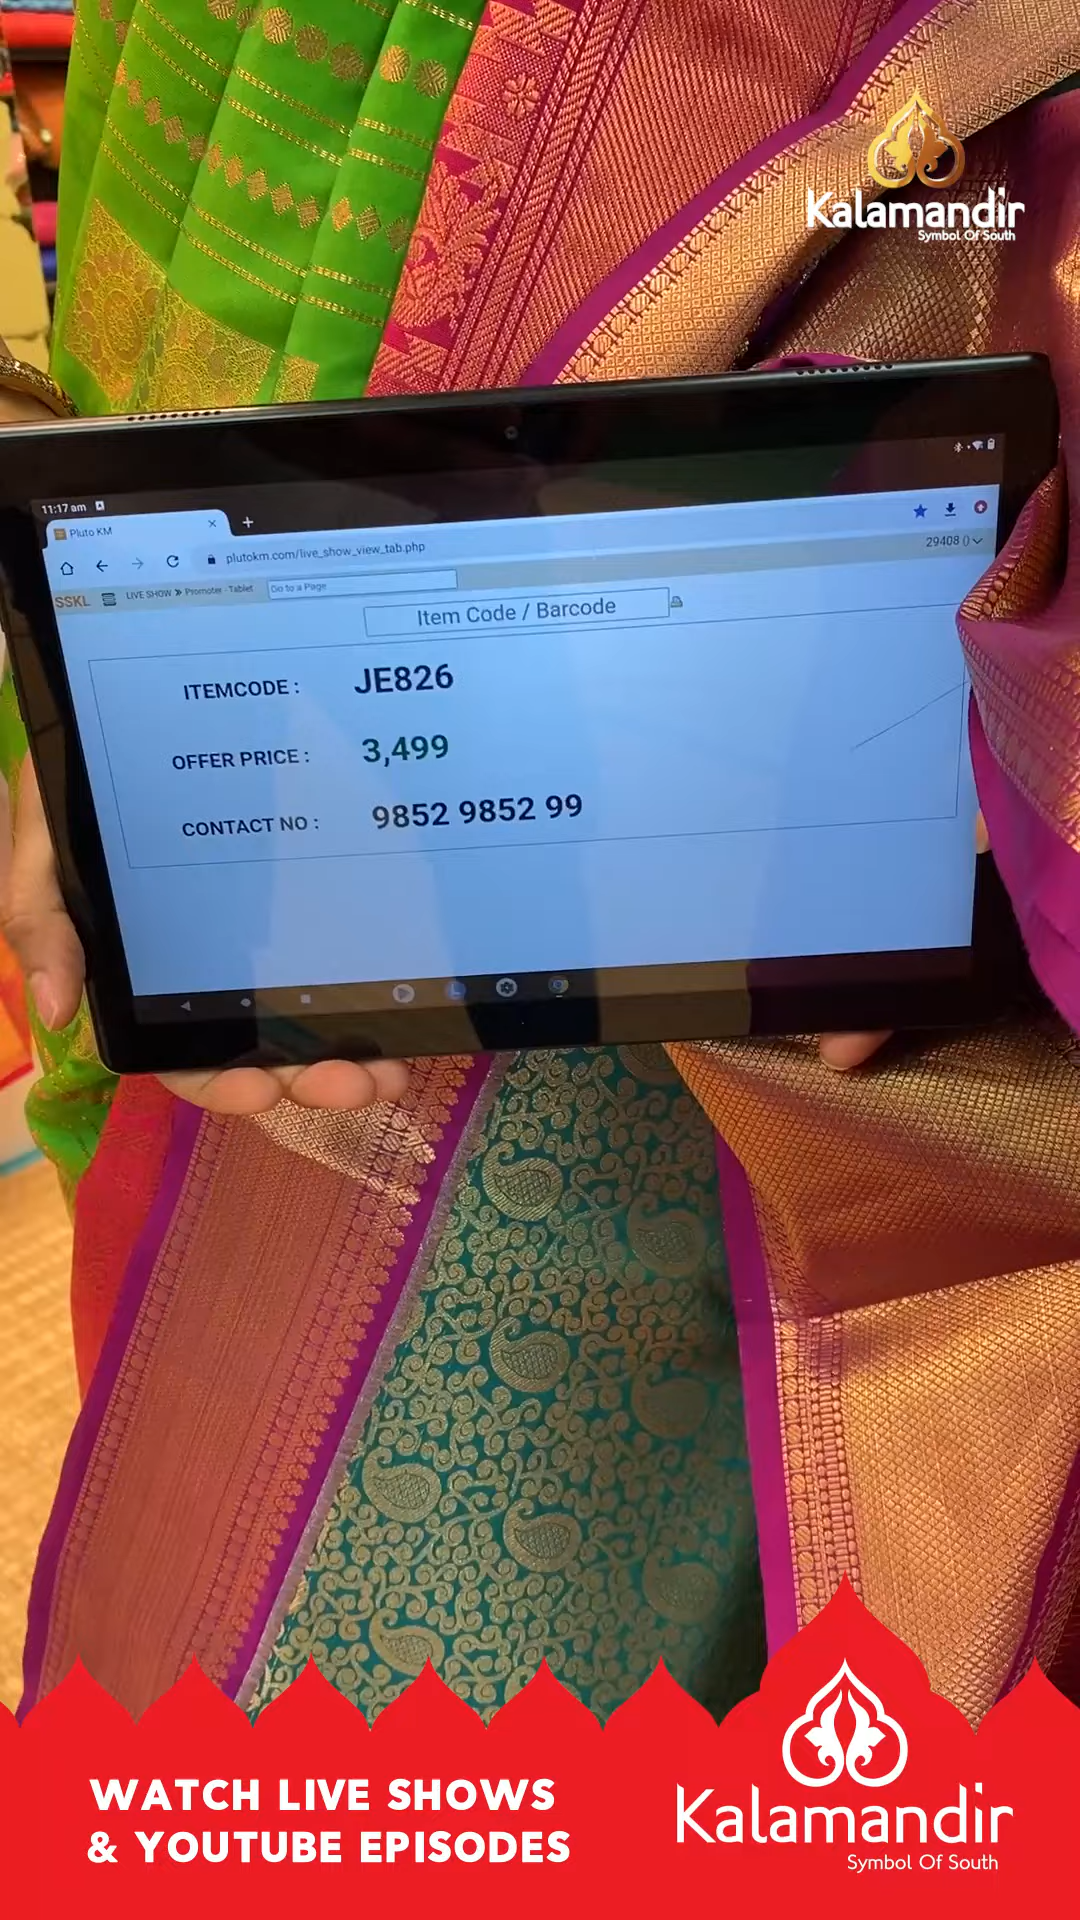 Kalamandir
Symbol Of South
11:17 am
Pluto KM
plutokm.com/live_show_view_tab.php
29408 ()
SSKL
LIVE SHOW » Promoter - Tablet
Go to a Page
Item Code / Barcode
ITEMCODE : JE826
OFFER PRICE : 3,499
CONTACT NO : 9852 9852 99
WATCH LIVE SHOWS
& YOUTUBE EPISODES
Kalamandir
Symbol Of South